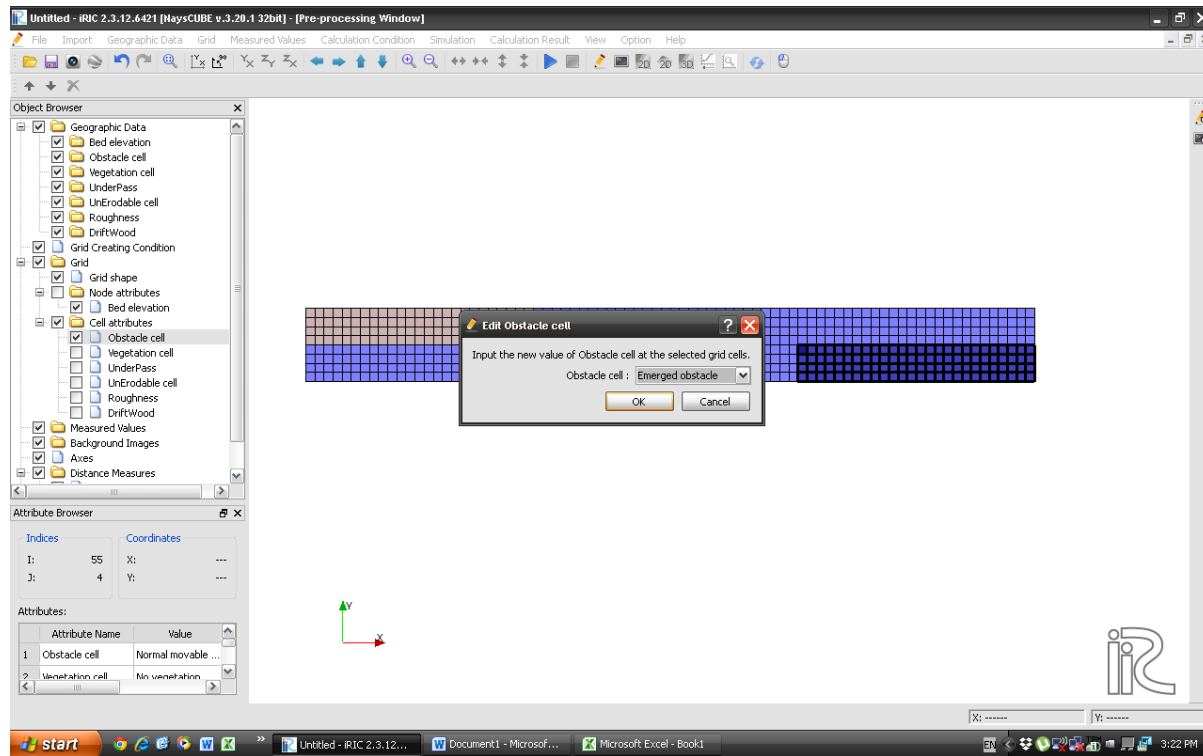 Untitled - iRIC 2.3.12.6421 [NaysCUBE v.3.20.1 32bit] - [Pre-processing Window]
File Import Geographic Data Grid Measured Values Calculation Condition Simulation Calculation Result View Option Help
Object Browser
Geographic Data
Bed elevation
Obstacle cell
Vegetation cell
UnderPass
UnErodable cell
Roughness
DriftWood
Grid Creating Condition
Grid
Grid shape
Node attributes
Bed elevation
Cell attributes
Obstacle cell
Vegetation cell
UnderPass
UnErodable cell
Roughness
DriftWood
Measured Values
Background Images
Axes
Distance Measures
Edit Obstacle cell
Input the new value of Obstacle cell at the selected grid cells.
Obstacle cell : Emerged obstacle
OK Cancel
Attribute Browser
Indices Coordinates
I: 55 X: ---
J: 4 Y: ---
Attributes:
Attribute Name Value
1 Obstacle cell Normal movable ...
2 Vegetation cell No vegetation
Y
X
iRIC
X: ------ Y: ------
start Untitled - iRIC 2.3.12... Document1 - Microsof... Microsoft Excel - Book1 EN 3:22 PM